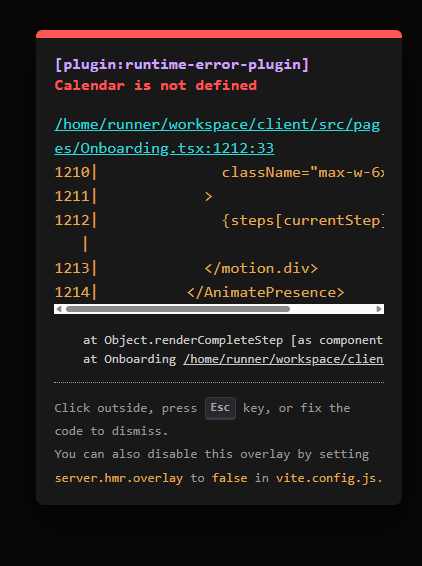 [plugin:runtime-error-plugin]
Calendar is not defined
/home/runner/workspace/client/src/pag
es/Onboarding.tsx:1212:33
1210|               className="max-w-6x
1211|             >
1212|               {steps[currentStep]
|
1213|             </motion.div>
1214|           </AnimatePresence>
at Object.renderCompleteStep [as component
at Onboarding /home/runner/workspace/clien
Click outside, press Esc key, or fix the
code to dismiss.
You can also disable this overlay by setting
server.hmr.overlay to false in vite.config.js.